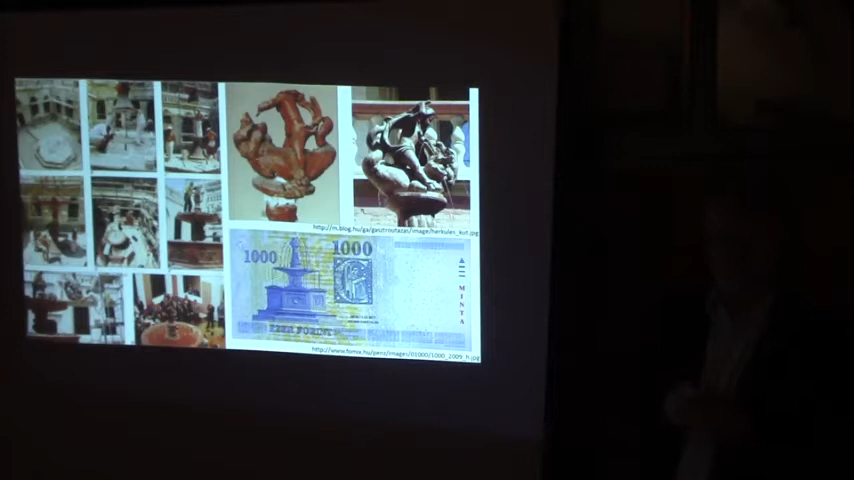 http://m.blog.hu/ga/gasztroutazas/image/herkules_kut.jpg
1000
1000
EZER FORINT
MINTA
http://www.fomix.hu/penz/images/01000/1000_2009_h.jpg